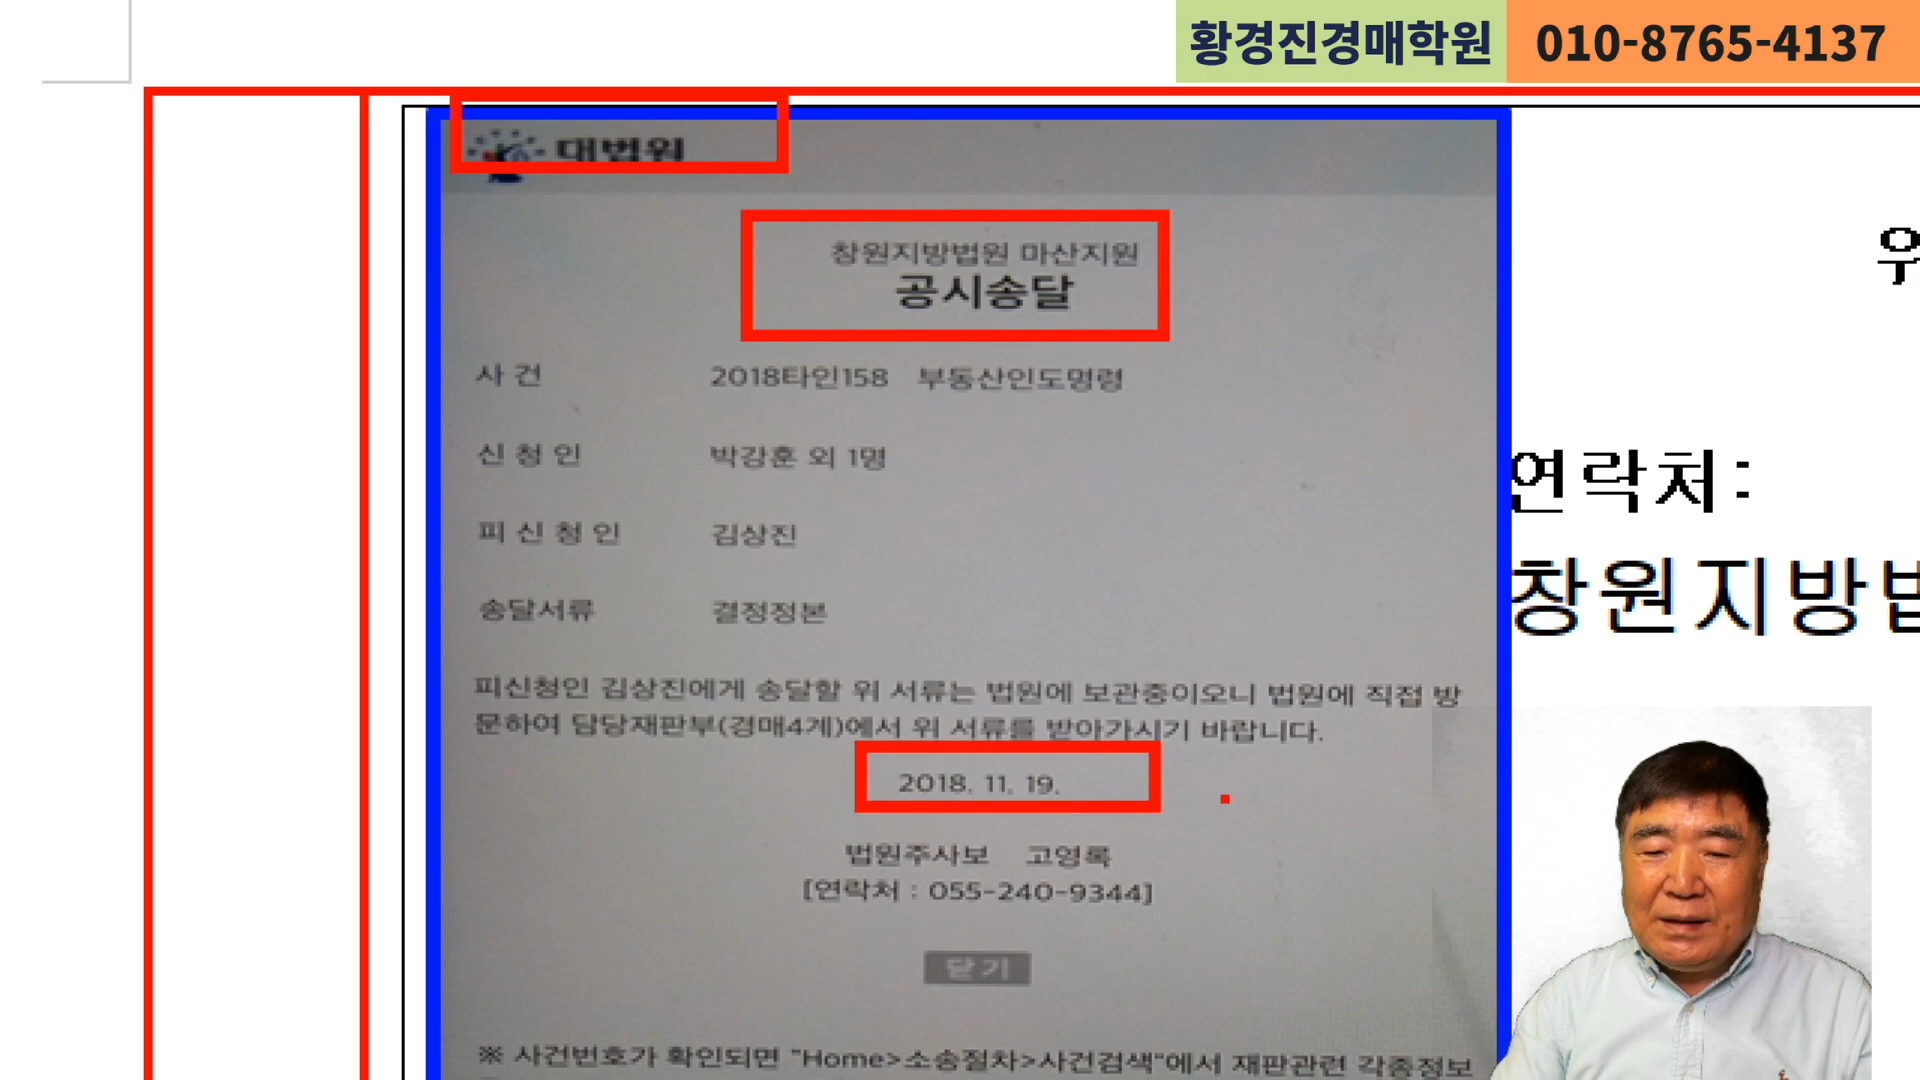 황경진경매학원 010-8765-4137
대법원
창원지방법원 마산지원
공시송달
사 건 2018타인158 부동산인도명령
신 청 인 박강훈 외 1명
피 신 청 인 김상진
송달서류 결정정본
피신청인 김상진에게 송달할 위 서류는 법원에 보관중이오니 법원에 직접 방
문하여 담당재판부(경매4계)에서 위 서류를 받아가시기 바랍니다.
2018. 11. 19.
법원주사보 고영록
[연락처 : 055-240-9344]
닫기
※ 사건번호가 확인되면 "Home>소송절차>사건검색"에서 재판관련 각종정보
연락처:
창원지방법